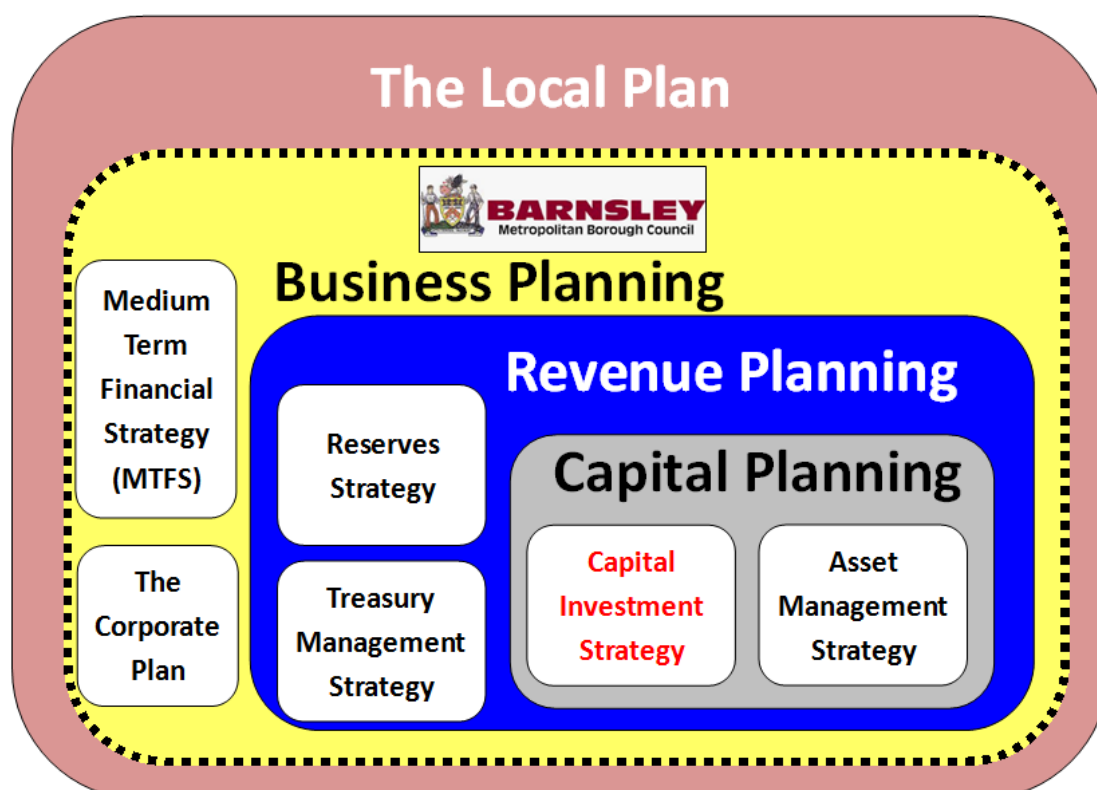 The Local Plan
BARNSLEY
Metropolitan Borough Council
Business Planning
Medium
Term
Financial
Strategy
(MTFS)
The
Corporate
Plan
Revenue Planning
Reserves
Strategy
Treasury
Management
Strategy
Capital Planning
Capital
Investment
Strategy
Asset
Management
Strategy